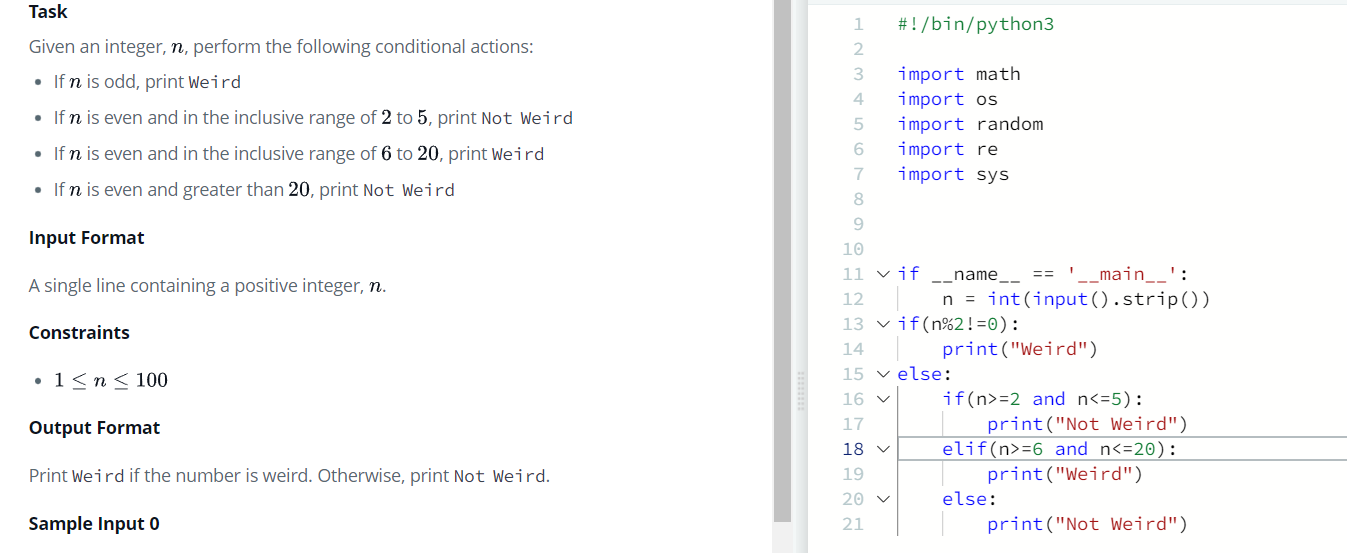 Task
Given an integer, n, perform the following conditional actions:
• If n is odd, print Weird
• If n is even and in the inclusive range of 2 to 5, print Not Weird
• If n is even and in the inclusive range of 6 to 20, print Weird
• If n is even and greater than 20, print Not Weird
Input Format
A single line containing a positive integer, n.
Constraints
• 1 ≤ n ≤ 100
Output Format
Print Weird if the number is weird. Otherwise, print Not Weird.
Sample Input 0
1 #!/bin/python3
2
3 import math
4 import os
5 import random
6 import re
7 import sys
8
9
10
11 if __name__ == '__main__':
12     n = int(input().strip())
13 if(n%2!=0):
14     print("Weird")
15 else:
16     if(n>=2 and n<=5):
17         print("Not Weird")
18     elif(n>=6 and n<=20):
19         print("Weird")
20     else:
21         print("Not Weird")